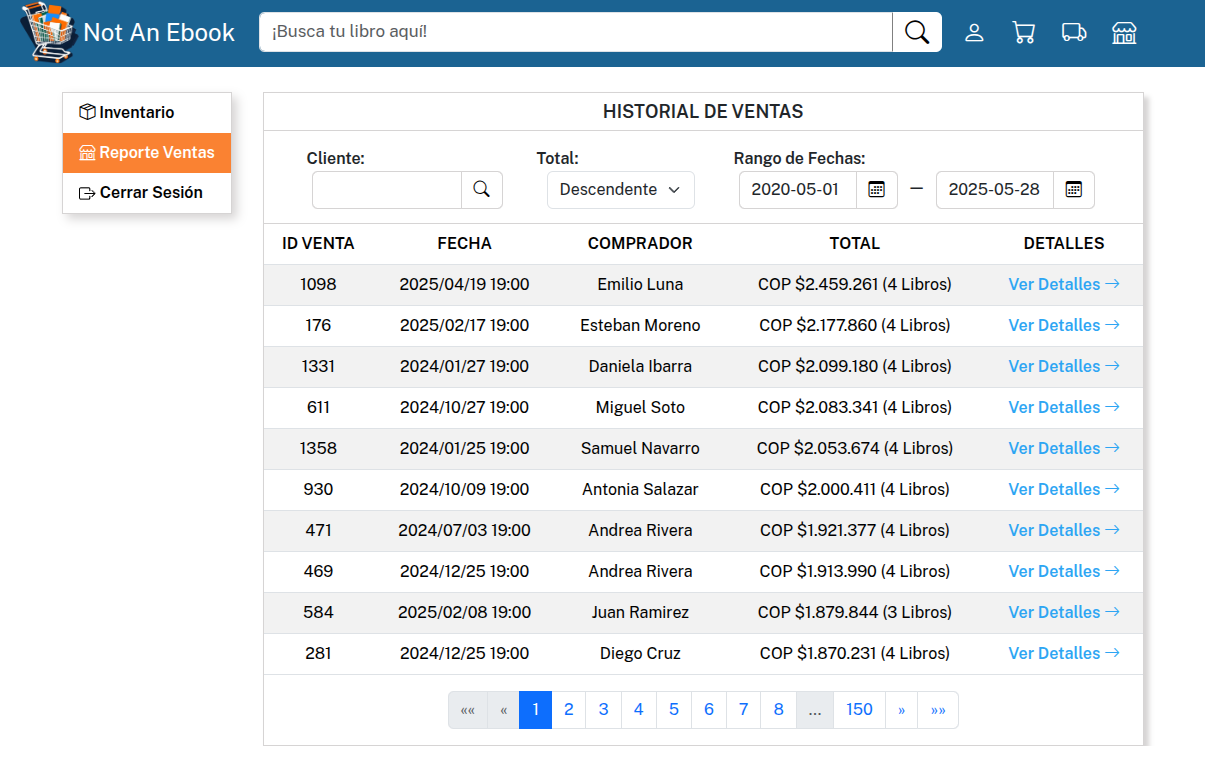 Not An Ebook
¡Busca tu libro aquí!
Inventario
Reporte Ventas
Cerrar Sesión
HISTORIAL DE VENTAS
Cliente: Total: Rango de Fechas:
Descendente 2020-05-01 — 2025-05-28
ID VENTA FECHA COMPRADOR TOTAL DETALLES
1098 2025/04/19 19:00 Emilio Luna COP $2.459.261 (4 Libros) Ver Detalles →
176 2025/02/17 19:00 Esteban Moreno COP $2.177.860 (4 Libros) Ver Detalles →
1331 2024/01/27 19:00 Daniela Ibarra COP $2.099.180 (4 Libros) Ver Detalles →
611 2024/10/27 19:00 Miguel Soto COP $2.083.341 (4 Libros) Ver Detalles →
1358 2024/01/25 19:00 Samuel Navarro COP $2.053.674 (4 Libros) Ver Detalles →
930 2024/10/09 19:00 Antonia Salazar COP $2.000.411 (4 Libros) Ver Detalles →
471 2024/07/03 19:00 Andrea Rivera COP $1.921.377 (4 Libros) Ver Detalles →
469 2024/12/25 19:00 Andrea Rivera COP $1.913.990 (4 Libros) Ver Detalles →
584 2025/02/08 19:00 Juan Ramirez COP $1.879.844 (3 Libros) Ver Detalles →
281 2024/12/25 19:00 Diego Cruz COP $1.870.231 (4 Libros) Ver Detalles →
«« « 1 2 3 4 5 6 7 8 ... 150 » »»